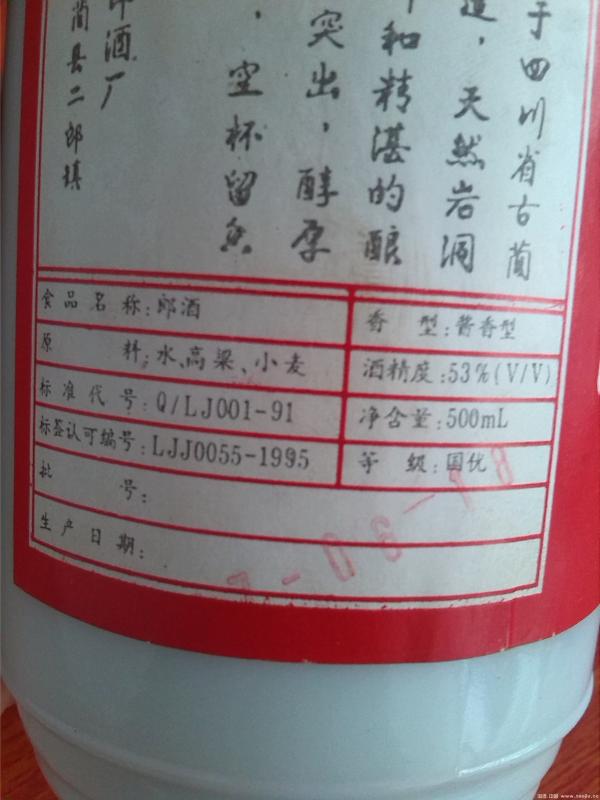 于四川省古蔺
，天然岩洞
和精湛的酿
突出，醇厚
，空杯留香
酒厂
蔺县二郎镇
食品名称：郎酒
香型：酱香型
原料：水、高粱、小麦
酒精度：53%(V/V)
标准代号：Q/LJ001-91
净含量：500mL
标签认可编号：LJJ0055-1995
等级：国优
批号：
生产日期：